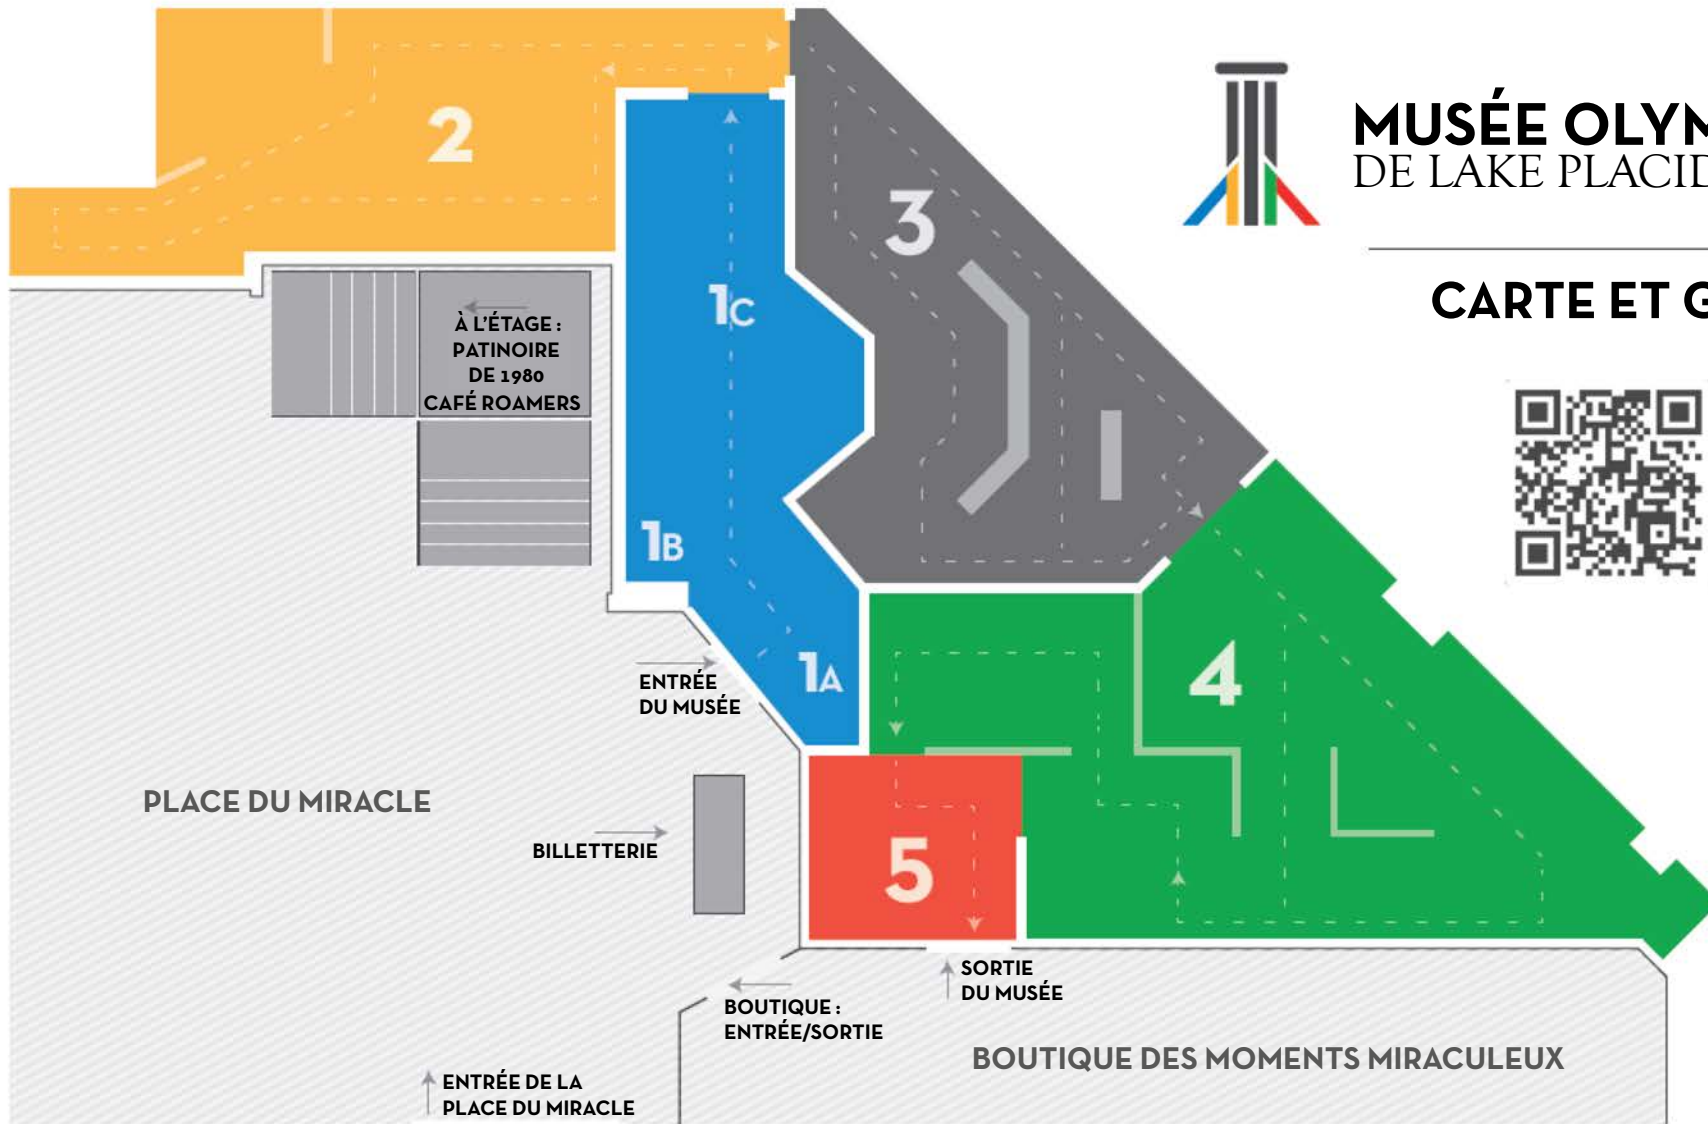 2
3
MUSÉE OLYM
DE LAKE PLACID
CARTE ET G
1C
À L'ÉTAGE :
PATINOIRE
DE 1980
CAFÉ ROAMERS
1B
1A
4
ENTRÉE
DU MUSÉE
PLACE DU MIRACLE
BILLETTERIE
5
SORTIE
DU MUSÉE
BOUTIQUE :
ENTRÉE/SORTIE
BOUTIQUE DES MOMENTS MIRACULEUX
ENTRÉE DE LA
PLACE DU MIRACLE